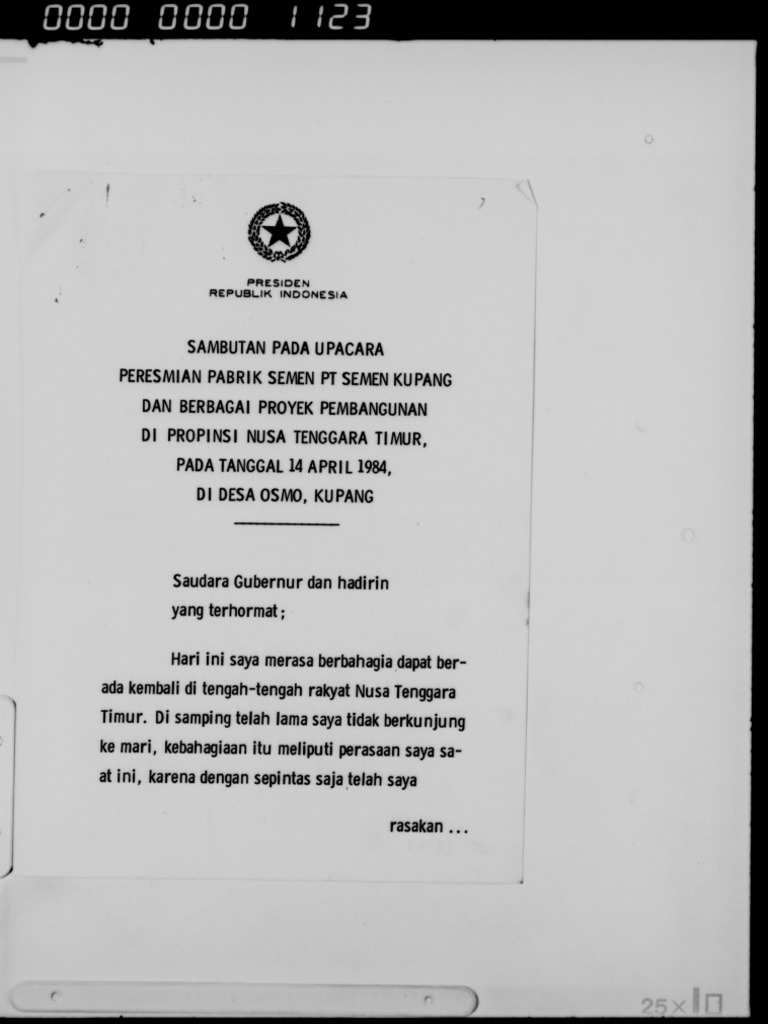 0000 0000 1123
PRESIDEN
REPUBLIK INDONESIA
SAMBUTAN PADA UPACARA
PERESMIAN PABRIK SEMEN PT SEMEN KUPANG
DAN BERBAGAI PROYEK PEMBANGUNAN
DI PROPINSI NUSA TENGGARA TIMUR,
PADA TANGGAL 14 APRIL 1984,
DI DESA OSMO, KUPANG
Saudara Gubernur dan hadirin
yang terhormat;
Hari ini saya merasa berbahagia dapat ber-
ada kembali di tengah-tengah rakyat Nusa Tenggara
Timur. Di samping telah lama saya tidak berkunjung
ke mari, kebahagiaan itu meliputi perasaan saya sa-
at ini, karena dengan sepintas saja telah saya
rasakan ...
25×